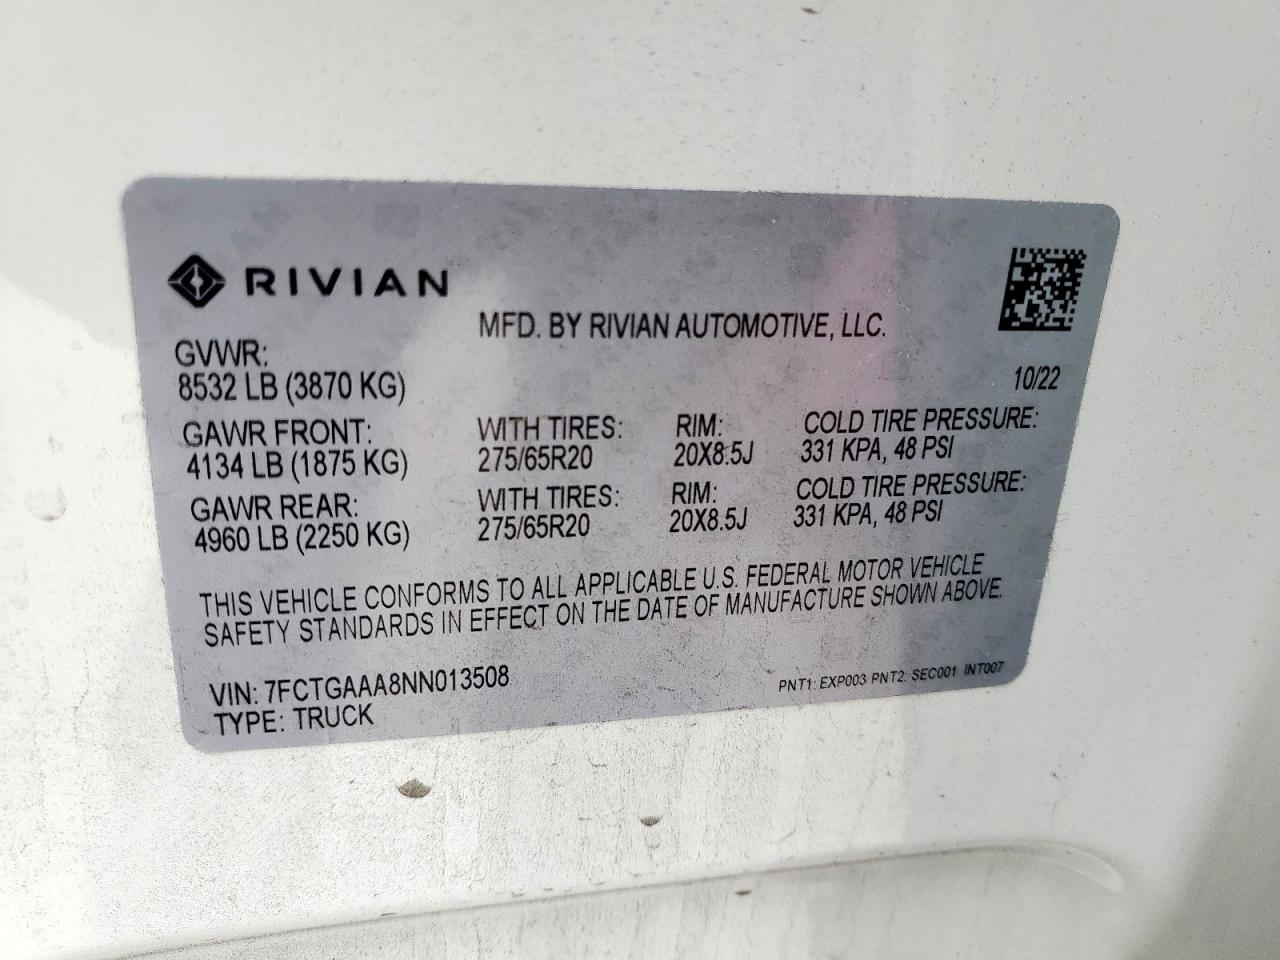 RIVIAN
MFD. BY RIVIAN AUTOMOTIVE, LLC.
GVWR:
8532 LB (3870 KG)
10/22
GAWR FRONT: WITH TIRES: RIM: COLD TIRE PRESSURE:
4134 LB (1875 KG) 275/65R20 20X8.5J 331 KPA, 48 PSI
GAWR REAR: WITH TIRES: RIM: COLD TIRE PRESSURE:
4960 LB (2250 KG) 275/65R20 20X8.5J 331 KPA, 48 PSI
THIS VEHICLE CONFORMS TO ALL APPLICABLE U.S. FEDERAL MOTOR VEHICLE
SAFETY STANDARDS IN EFFECT ON THE DATE OF MANUFACTURE SHOWN ABOVE.
VIN: 7FCTGAAA8NN013508
PNT1: EXP003 PNT2: SEC001 INT007
TYPE: TRUCK